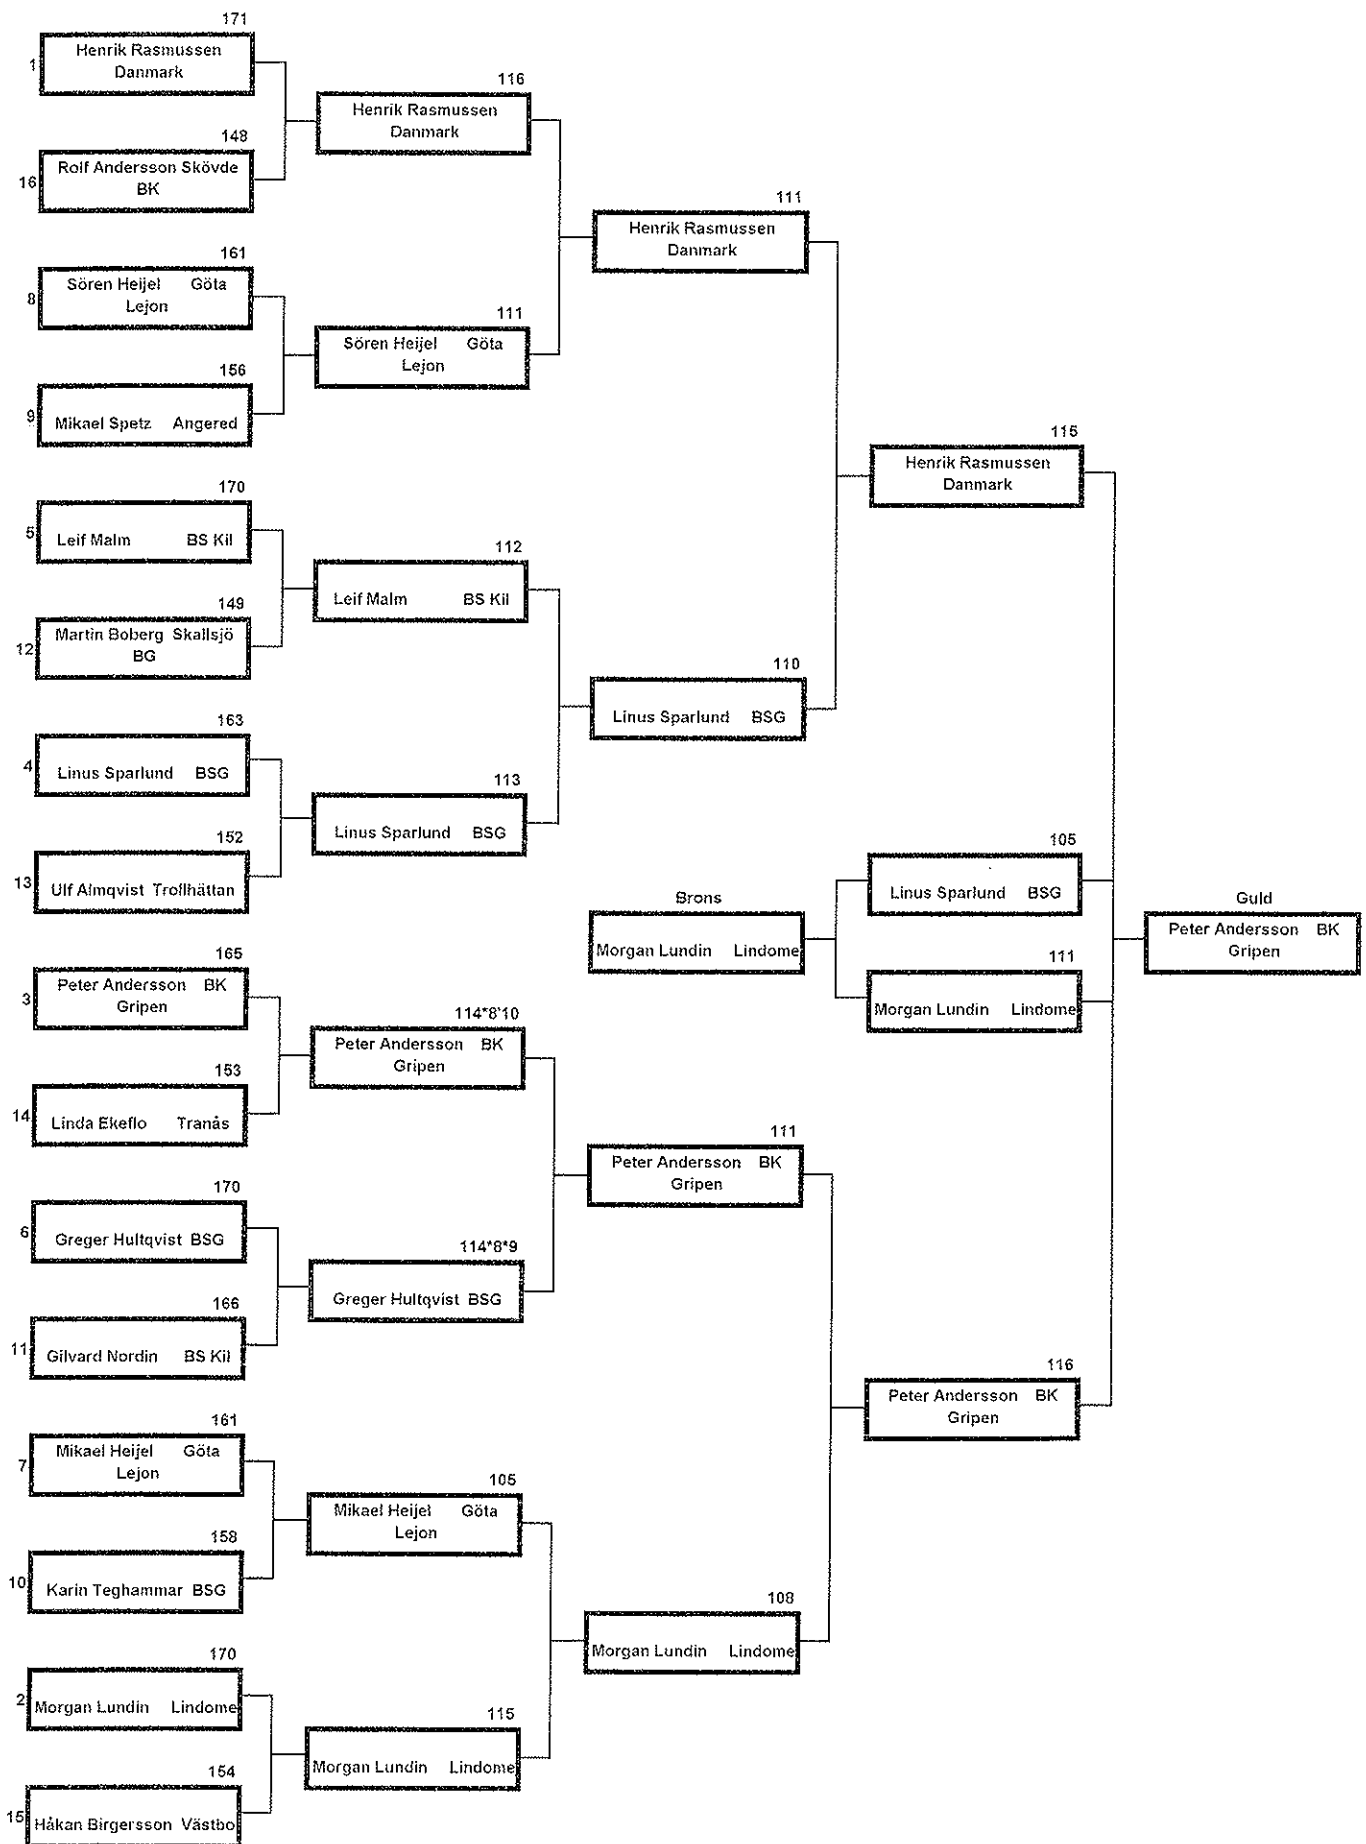 171
Henrik Rasmussen
Danmark
1
148
Rolf Andersson Skövde
BK
16
161
Sören Heijel Göta
Lejon
8
156
Mikael Spetz Angered
9
170
Leif Malm BS Kil
5
149
Martin Boberg Skallsjö
BG
12
163
Linus Sparlund BSG
4
152
Ulf Almqvist Trollhättan
13
165
Peter Andersson BK
Gripen
3
153
Linda Ekeflo Tranås
14
170
Greger Hultqvist BSG
6
166
Gilvard Nordin BS Kil
11
161
Mikael Heijel Göta
Lejon
7
158
Karin Teghammar BSG
10
170
Morgan Lundin Lindome
2
154
Håkan Birgersson Västbo
15
116
Henrik Rasmussen
Danmark
111
Sören Heijel Göta
Lejon
112
Leif Malm BS Kil
113
Linus Sparlund BSG
114*8'10
Peter Andersson BK
Gripen
114*8*9
Greger Hultqvist BSG
105
Mikael Heijel Göta
Lejon
115
Morgan Lundin Lindome
111
Henrik Rasmussen
Danmark
110
Linus Sparlund BSG
Brons
Morgan Lundin Lindome
111
Peter Andersson BK
Gripen
108
Morgan Lundin Lindome
115
Henrik Rasmussen
Danmark
105
Linus Sparlund BSG
111
Morgan Lundin Lindome
116
Peter Andersson BK
Gripen
Guld
Peter Andersson BK
Gripen